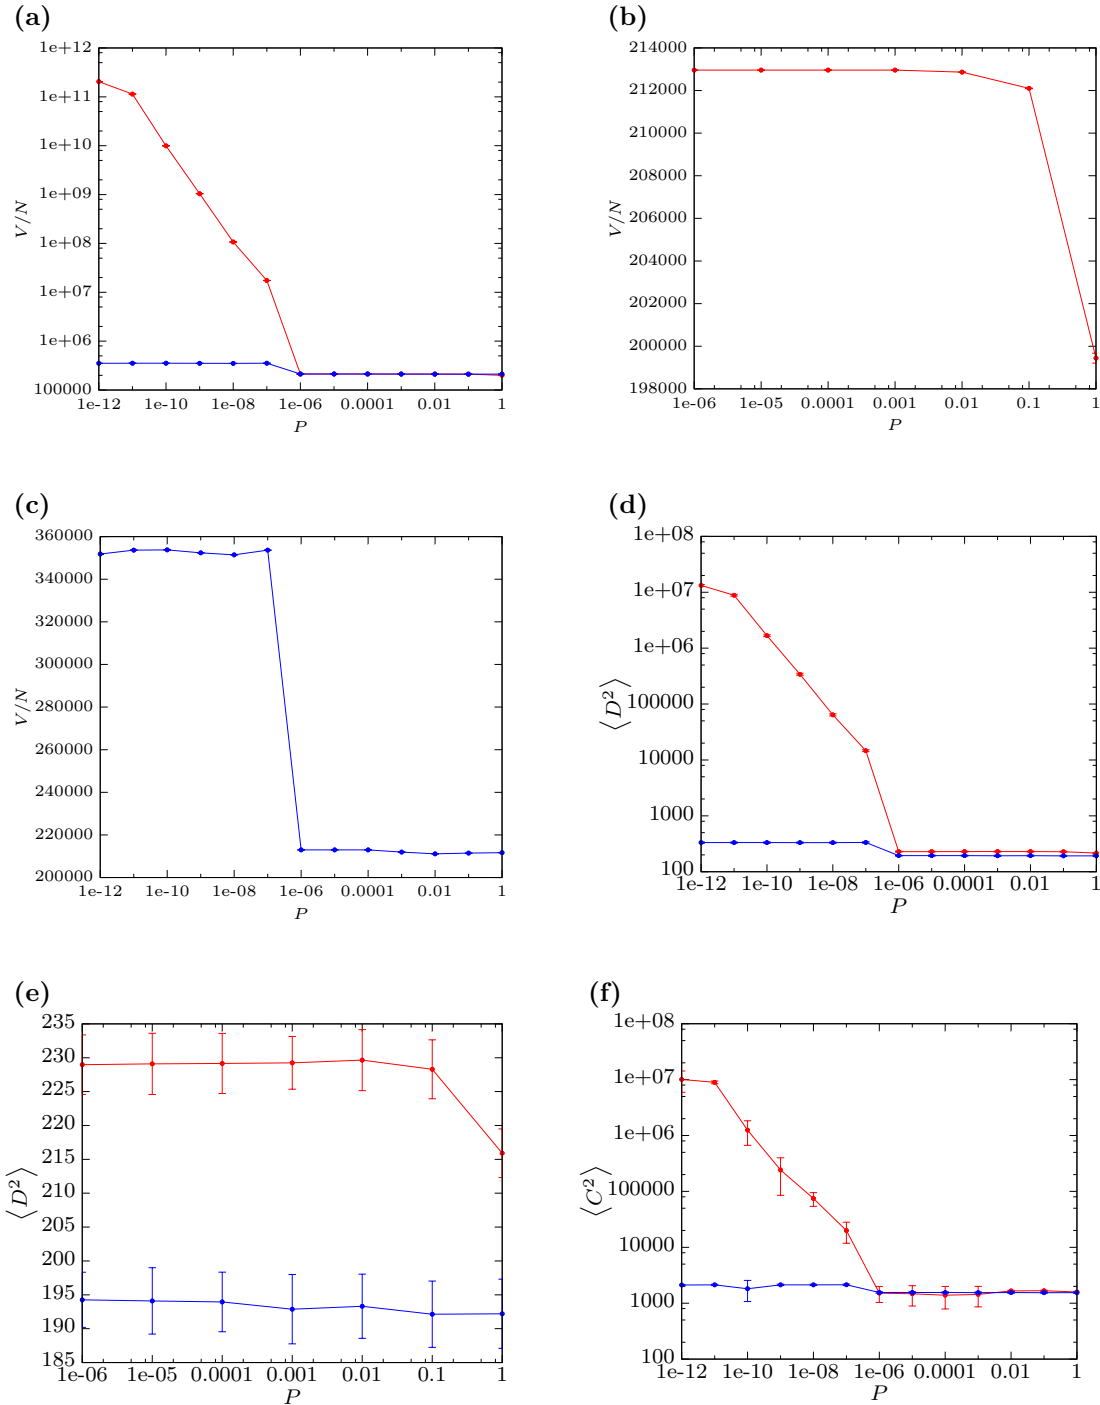 (a)
1e+12
1e+11
1e+10
1e+09
1e+08
1e+07
1e+06
100000
V/N
1e-12 1e-10 1e-08 1e-06 0.0001 0.01 1
P
(b)
214000
212000
210000
208000
206000
204000
202000
200000
198000
V/N
1e-06 1e-05 0.0001 0.001 0.01 0.1 1
P
(c)
360000
340000
320000
300000
280000
260000
240000
220000
200000
V/N
1e-12 1e-10 1e-08 1e-06 0.0001 0.01 1
P
(d)
1e+08
1e+07
1e+06
100000
10000
1000
100
⟨D²⟩
1e-12 1e-10 1e-08 1e-06 0.0001 0.01 1
P
(e)
235
230
225
220
215
210
205
200
195
190
185
⟨D²⟩
1e-06 1e-05 0.0001 0.001 0.01 0.1 1
P
(f)
1e+08
1e+07
1e+06
100000
10000
1000
100
⟨C²⟩
1e-12 1e-10 1e-08 1e-06 0.0001 0.01 1
P